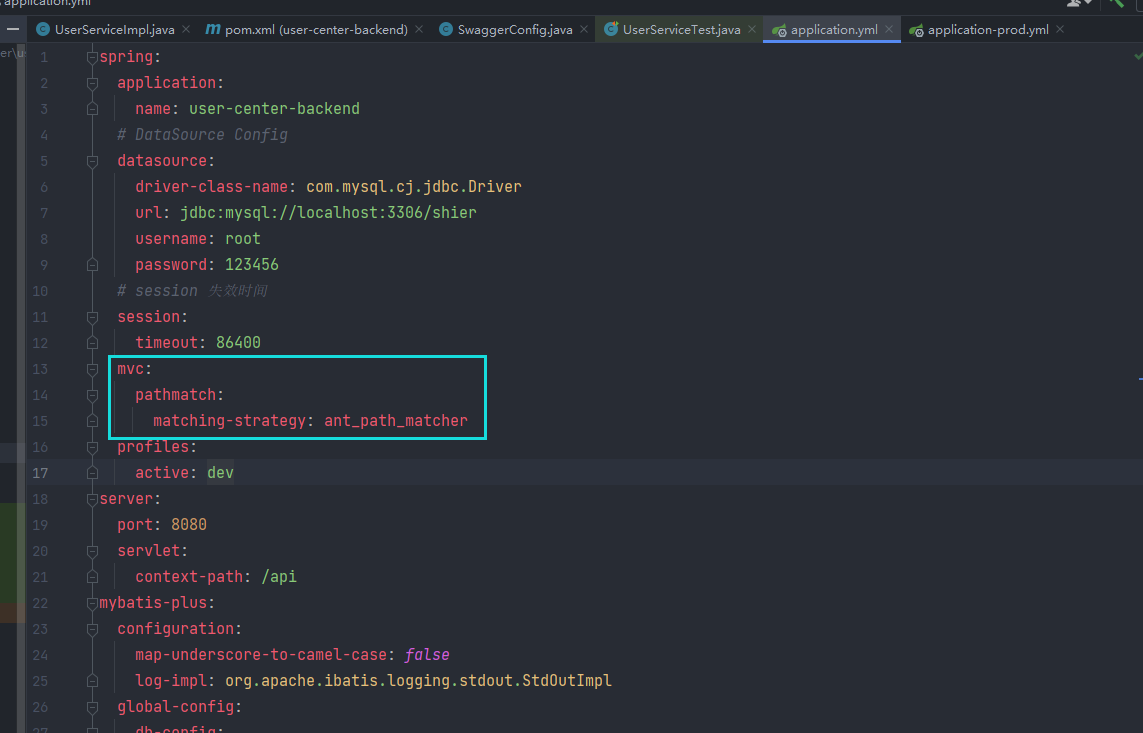 application.yml
UserServiceImpl.java
pom.xml (user-center-backend)
SwaggerConfig.java
UserServiceTest.java
application.yml
application-prod.yml
er\u
1 spring:
2 application:
3 name: user-center-backend
4 # DataSource Config
5 datasource:
6 driver-class-name: com.mysql.cj.jdbc.Driver
7 url: jdbc:mysql://localhost:3306/shier
8 username: root
9 password: 123456
10 # session 失效时间
11 session:
12 timeout: 86400
13 mvc:
14 pathmatch:
15 matching-strategy: ant_path_matcher
16 profiles:
17 active: dev
18 server:
19 port: 8080
20 servlet:
21 context-path: /api
22 mybatis-plus:
23 configuration:
24 map-underscore-to-camel-case: false
25 log-impl: org.apache.ibatis.logging.stdout.StdOutImpl
26 global-config:
27 db-config: